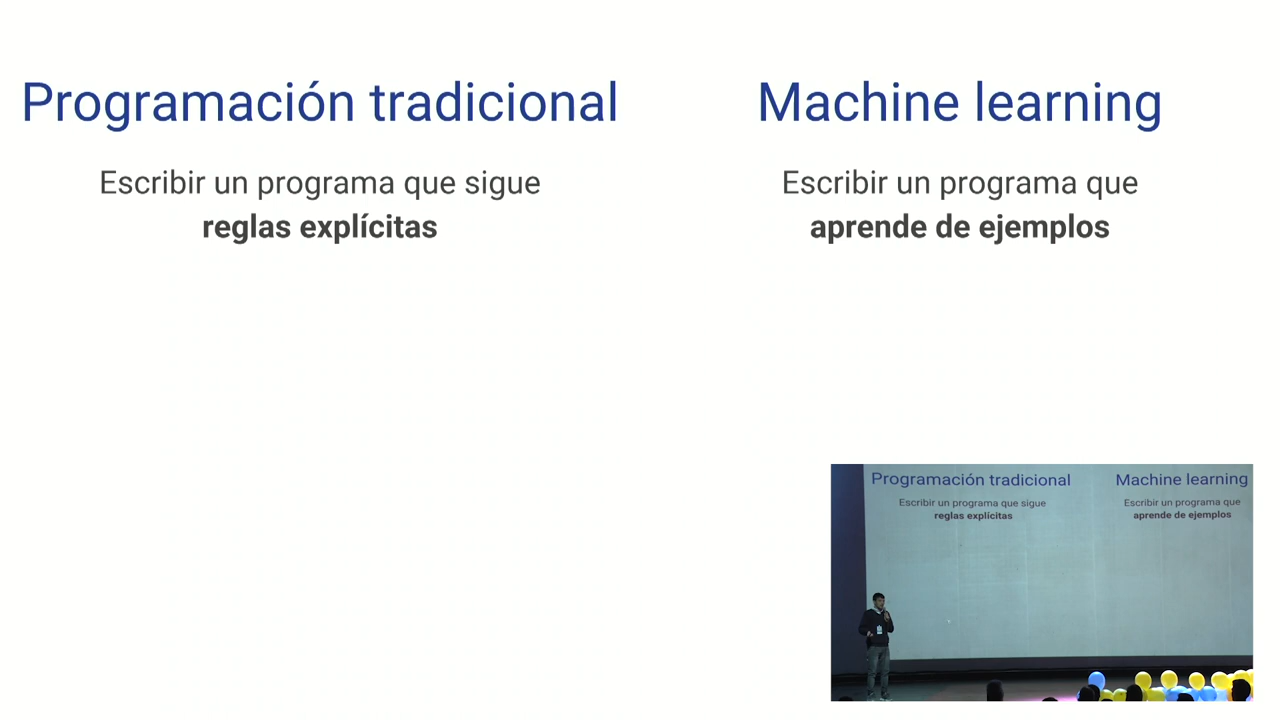 Programación tradicional
Escribir un programa que sigue
reglas explícitas
Machine learning
Escribir un programa que
aprende de ejemplos
Programación tradicional
Escribir un programa que sigue
reglas explícitas
Machine learning
Escribir un programa que
aprende de ejemplos